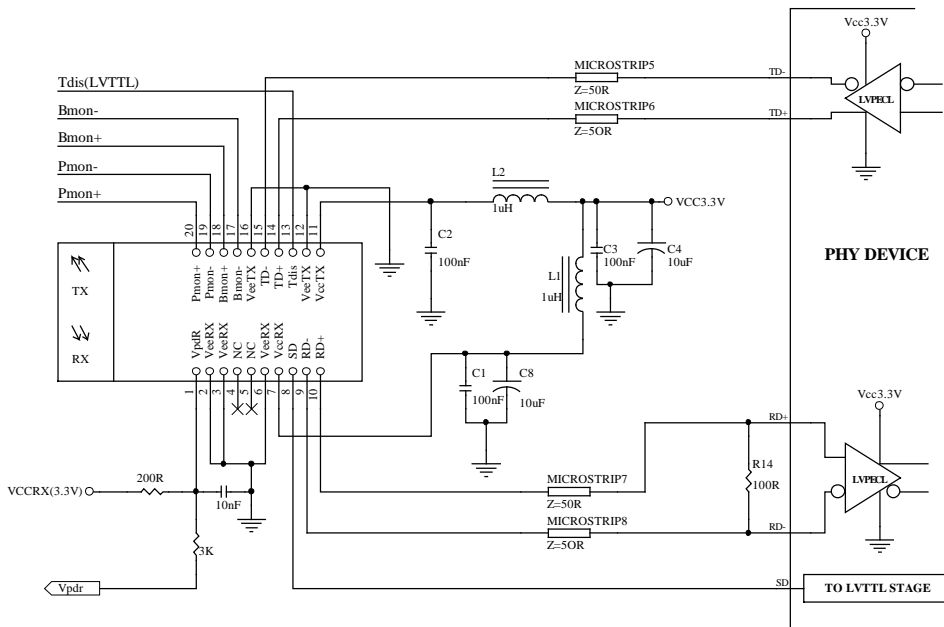 Vcc3.3V
Tdis(LVTTL)
MICROSTRIP5
TD-
Z=50R
LVPECL
Bmon-
MICROSTRIP6
TD+
Z=5OR
Bmon+
Pmon-
Pmon+
L2
1uH
VCC3.3V
20
19
18
17
16
15
14
13
12
11
C2
100nF
C3
100nF
C4
10uF
PHY DEVICE
L1
1uH
TX
RX
Pmon+
Pmon-
Bmon+
Bmon-
VeeTX
TD-
TD+
Tdis
VeeTX
VccTX
VpdR
VeeRX
VeeRX
NC
NC
VeeRX
VccRX
SD
RD-
RD+
1
2
3
4
5
6
7
8
9
10
C1
100nF
C8
10uF
Vcc3.3V
RD+
R14
100R
LVPECL
200R
VCCRX(3.3V)
10nF
MICROSTRIP7
Z=50R
MICROSTRIP8
RD-
Z=5OR
3K
Vpdr
SD
TO LVTTL STAGE